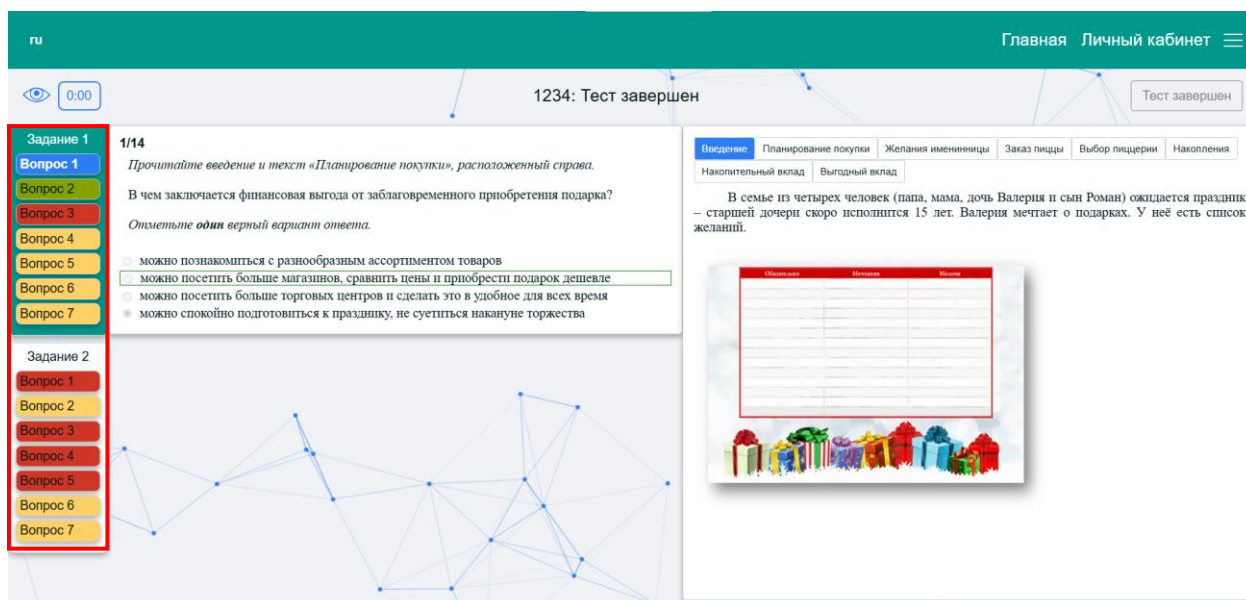 ru
Главная Личный кабинет
0:00
1234: Тест завершен
Тест завершен
Задание 1
Вопрос 1
Вопрос 2
Вопрос 3
Вопрос 4
Вопрос 5
Вопрос 6
Вопрос 7
Задание 2
Вопрос 1
Вопрос 2
Вопрос 3
Вопрос 4
Вопрос 5
Вопрос 6
Вопрос 7
1/14
Прочитайте введение и текст «Планирование покупки», расположенный справа.
В чем заключается финансовая выгода от заблаговременного приобретения подарка?
Отметьте один верный вариант ответа.
можно познакомиться с разнообразным ассортиментом товаров
можно посетить больше магазинов, сравнить цены и приобрести подарок дешевле
можно посетить больше торговых центров и сделать это в удобное для всех время
можно спокойно подготовиться к празднику, не суетиться накануне торжества
Введение Планирование покупки Желания именинницы Заказ пиццы Выбор пиццерии Накопления
Накопительный вклад Выгодный вклад
В семье из четырех человек (папа, мама, дочь Валерия и сын Роман) ожидается праздник
– старшей дочери скоро исполнится 15 лет. Валерия мечтает о подарках. У неё есть список
желаний.
Обязательно Мечтания Мелочи